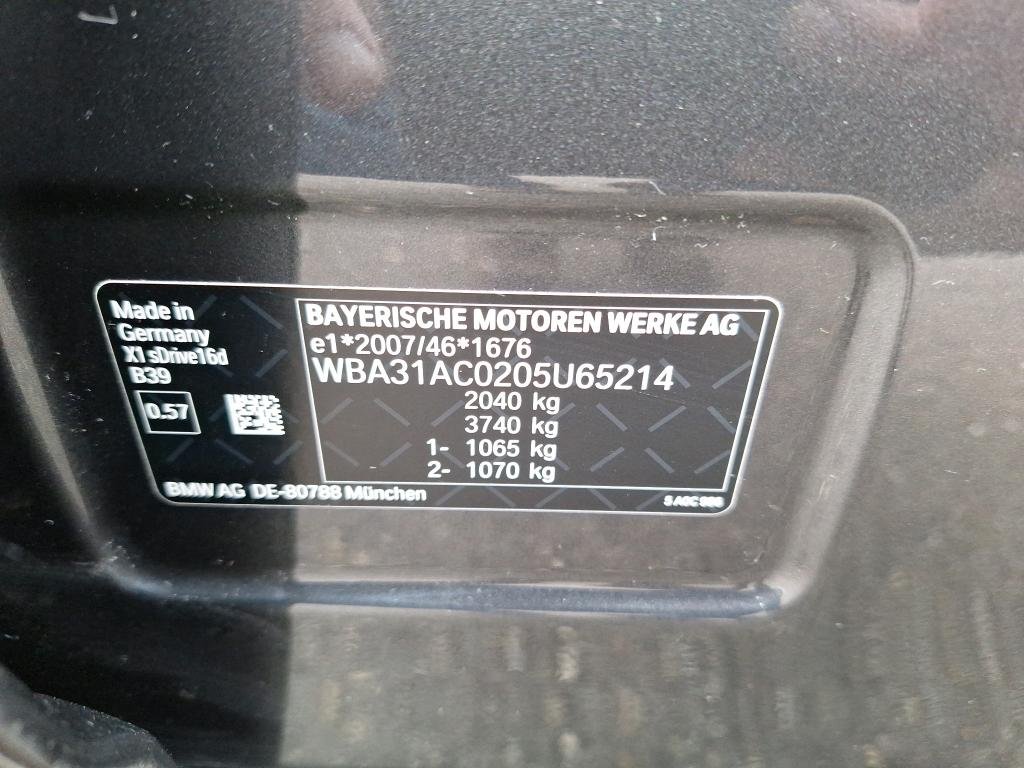 Made in
Germany
X1 sDrive16d
B39
0.57
BAYERISCHE MOTOREN WERKE AG
e1*2007/46*1676
WBA31AC0205U65214
2040 kg
3740 kg
1- 1065 kg
2- 1070 kg
BMW AG DE-80788 München